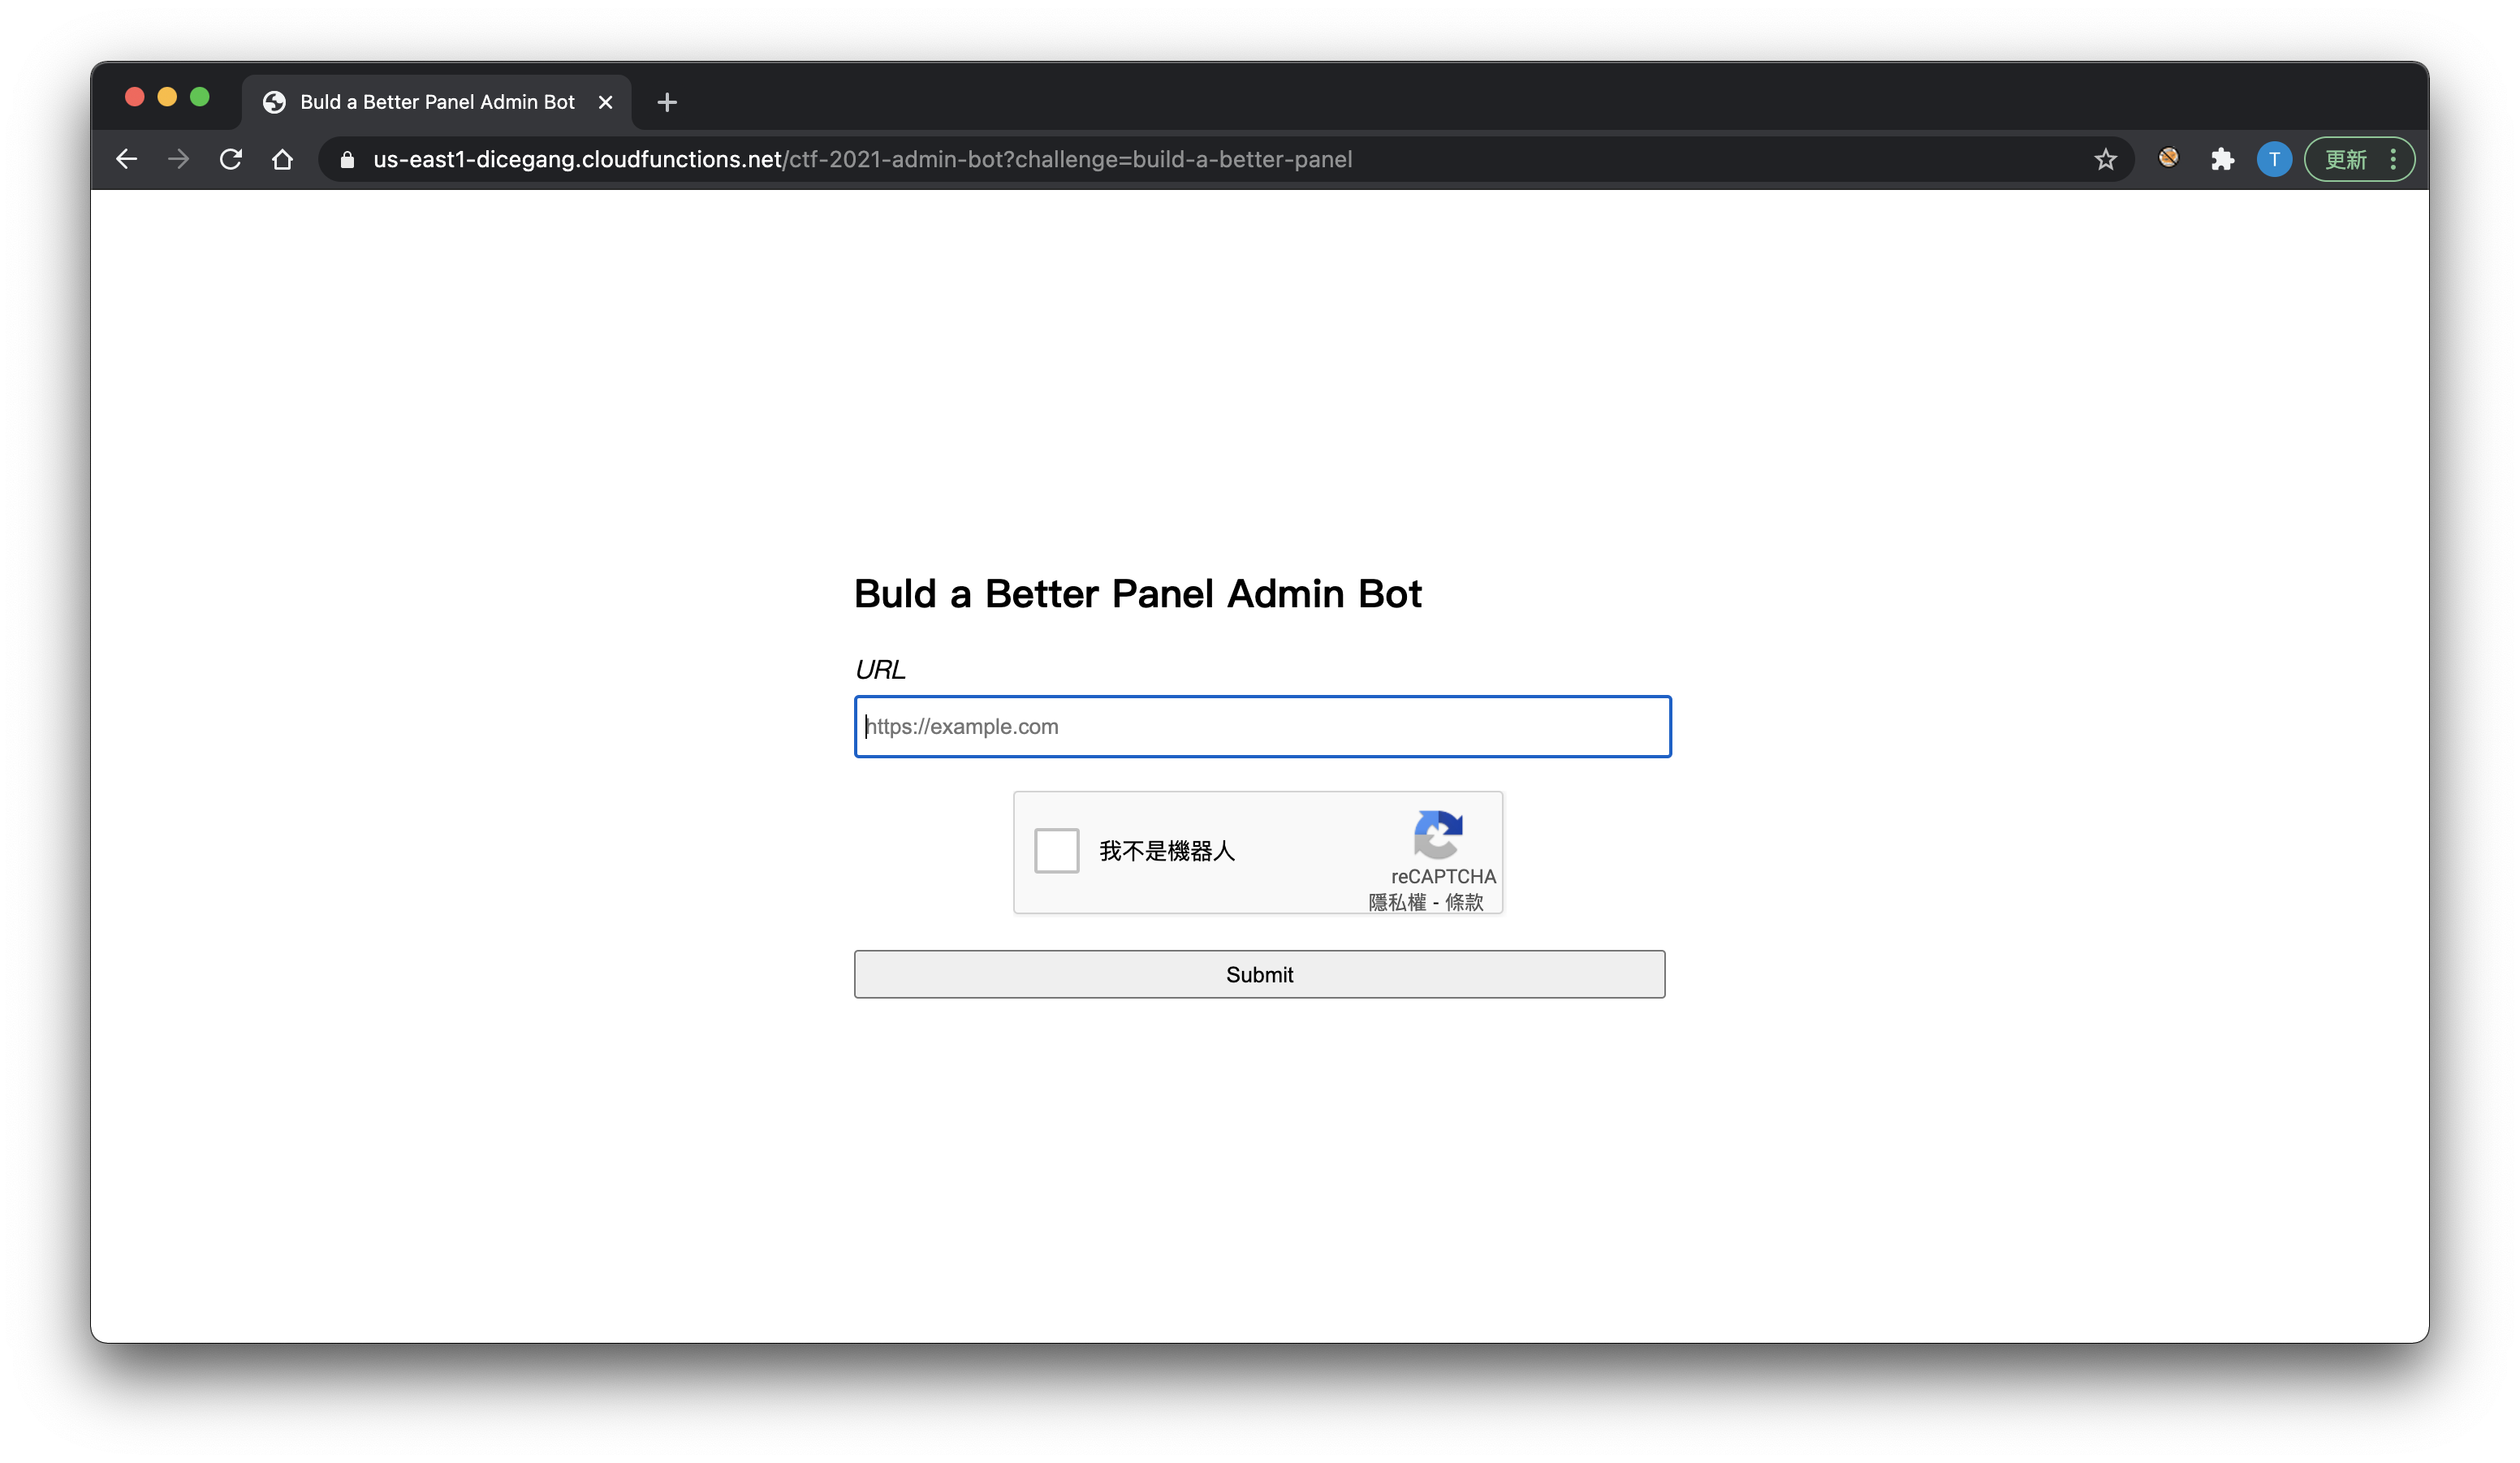 Buld a Better Panel Admin Bot
us-east1-dicegang.cloudfunctions.net/ctf-2021-admin-bot?challenge=build-a-better-panel
T
更新
Buld a Better Panel Admin Bot
URL
https://example.com
我不是機器人
reCAPTCHA
隱私權 - 條款
Submit